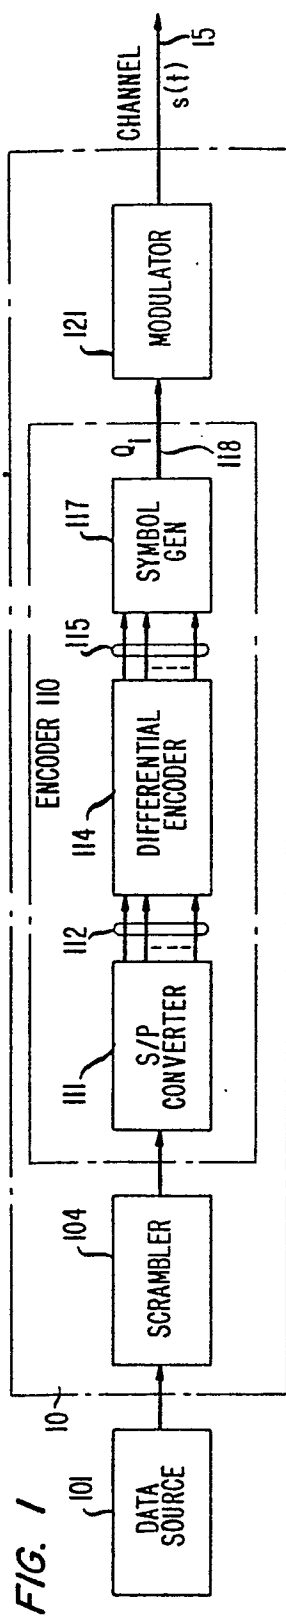 FIG. 1
101
DATA
SOURCE
10
104
SCRAMBLER
ENCODER 110
111
S/P
CONVERTER
112
114
DIFFERENTIAL
ENCODER
115
117
SYMBOL
GEN
Qi
118
121
MODULATOR
CHANNEL
s(t)
15